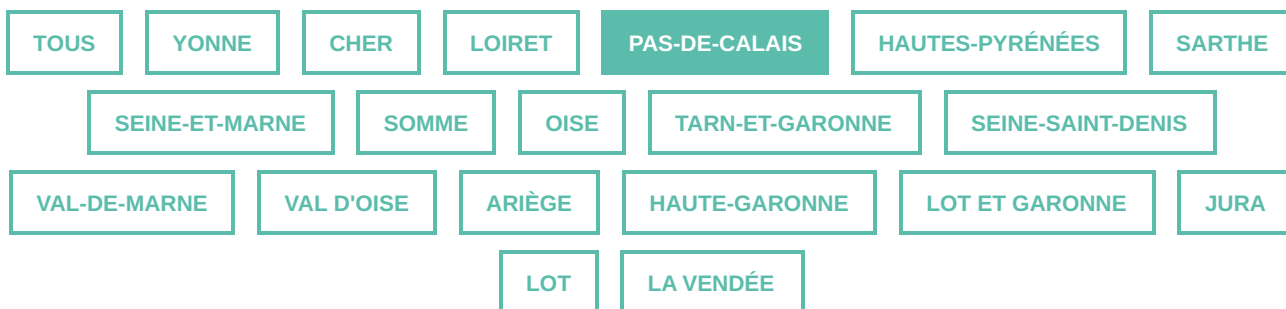 TOUS YONNE CHER LOIRET PAS-DE-CALAIS HAUTES-PYRÉNÉES SARTHE
SEINE-ET-MARNE SOMME OISE TARN-ET-GARONNE SEINE-SAINT-DENIS
VAL-DE-MARNE VAL D'OISE ARIÈGE HAUTE-GARONNE LOT ET GARONNE JURA
LOT LA VENDÉE